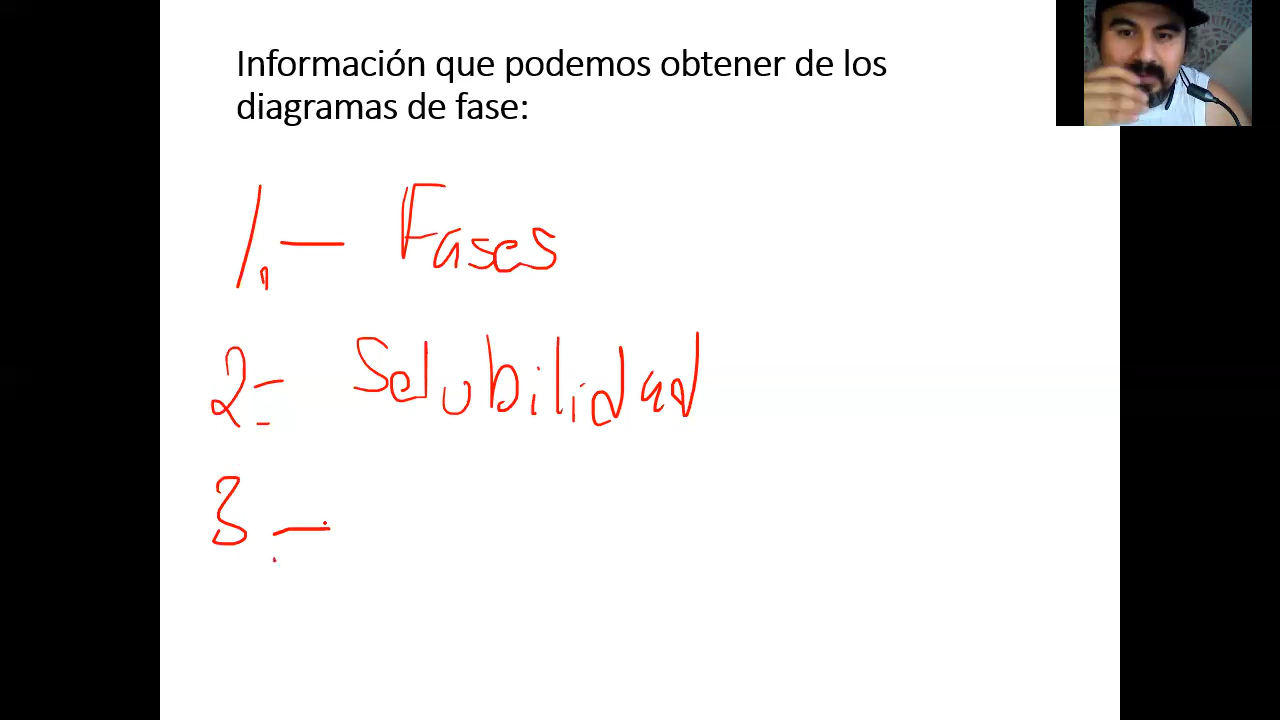 Información que podemos obtener de los
diagramas de fase:
1.- Fases
2- Solubilidad
3.-